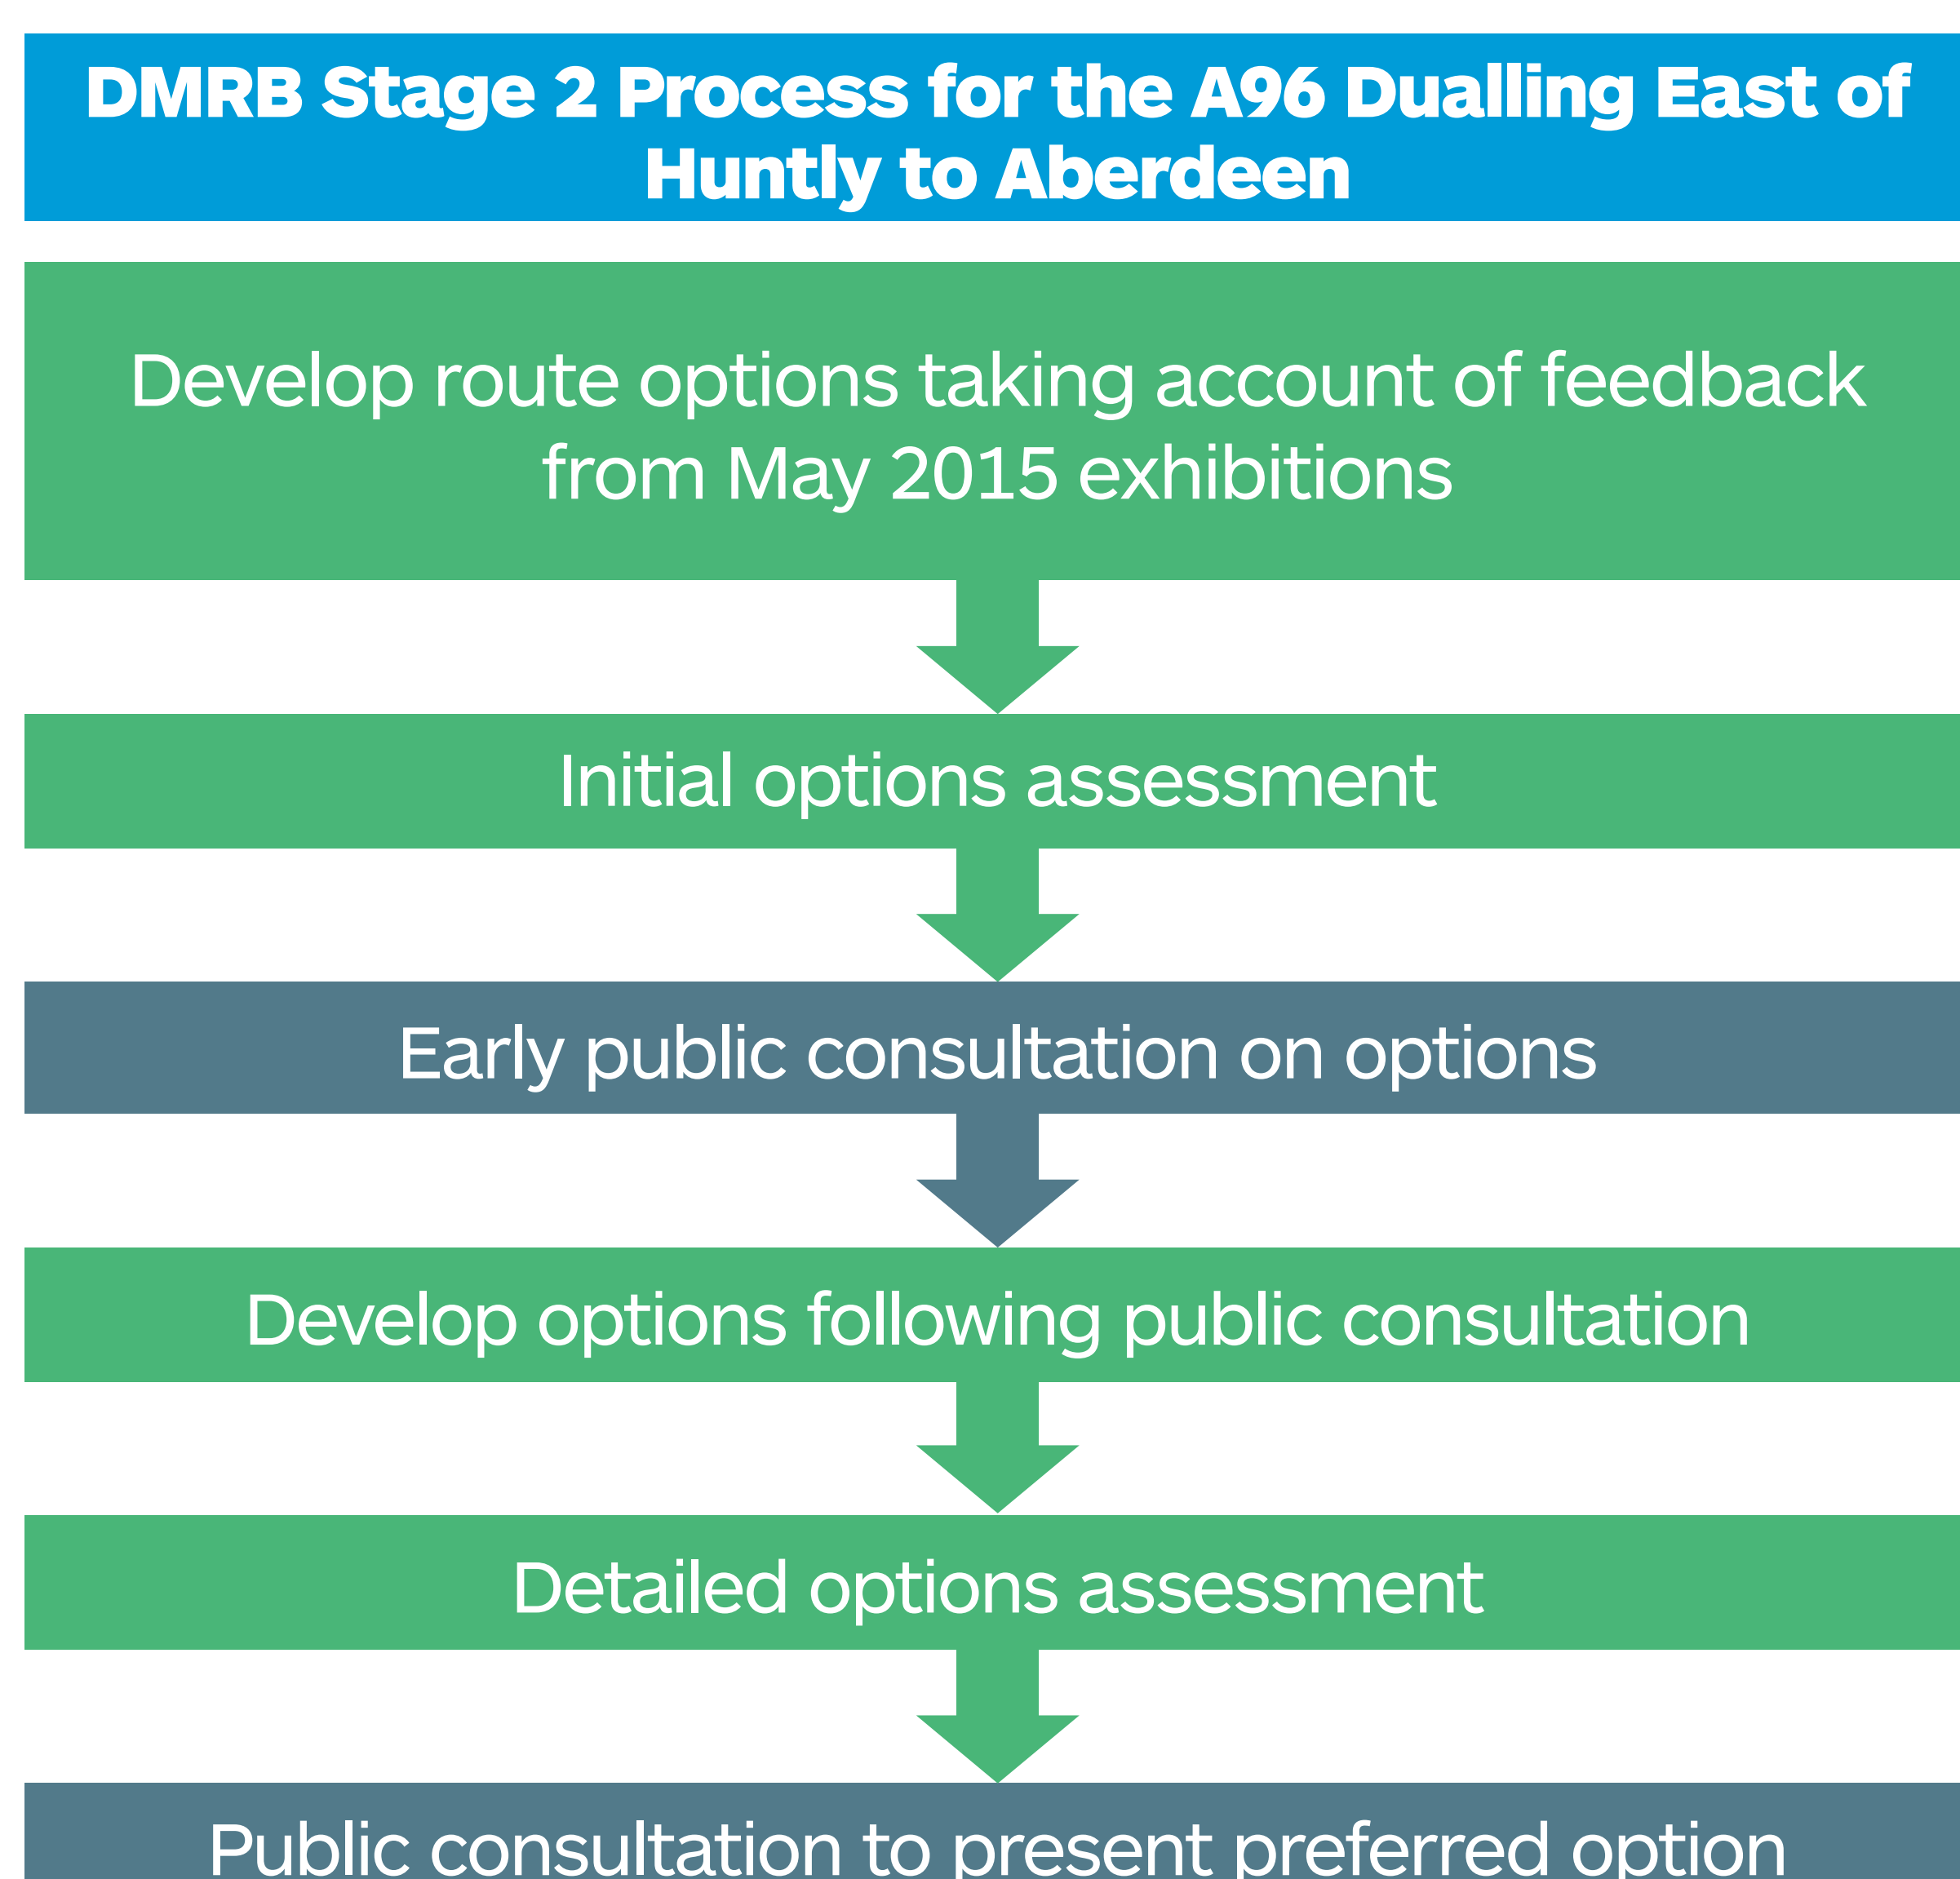 DMRB Stage 2 Process for the A96 Dualling East of
Huntly to Aberdeen
Develop route options taking account of feedback
from May 2015 exhibitions
Initial options assessment
Early public consultation on options
Develop options following public consultation
Detailed options assessment
Public consultation to present preferred option